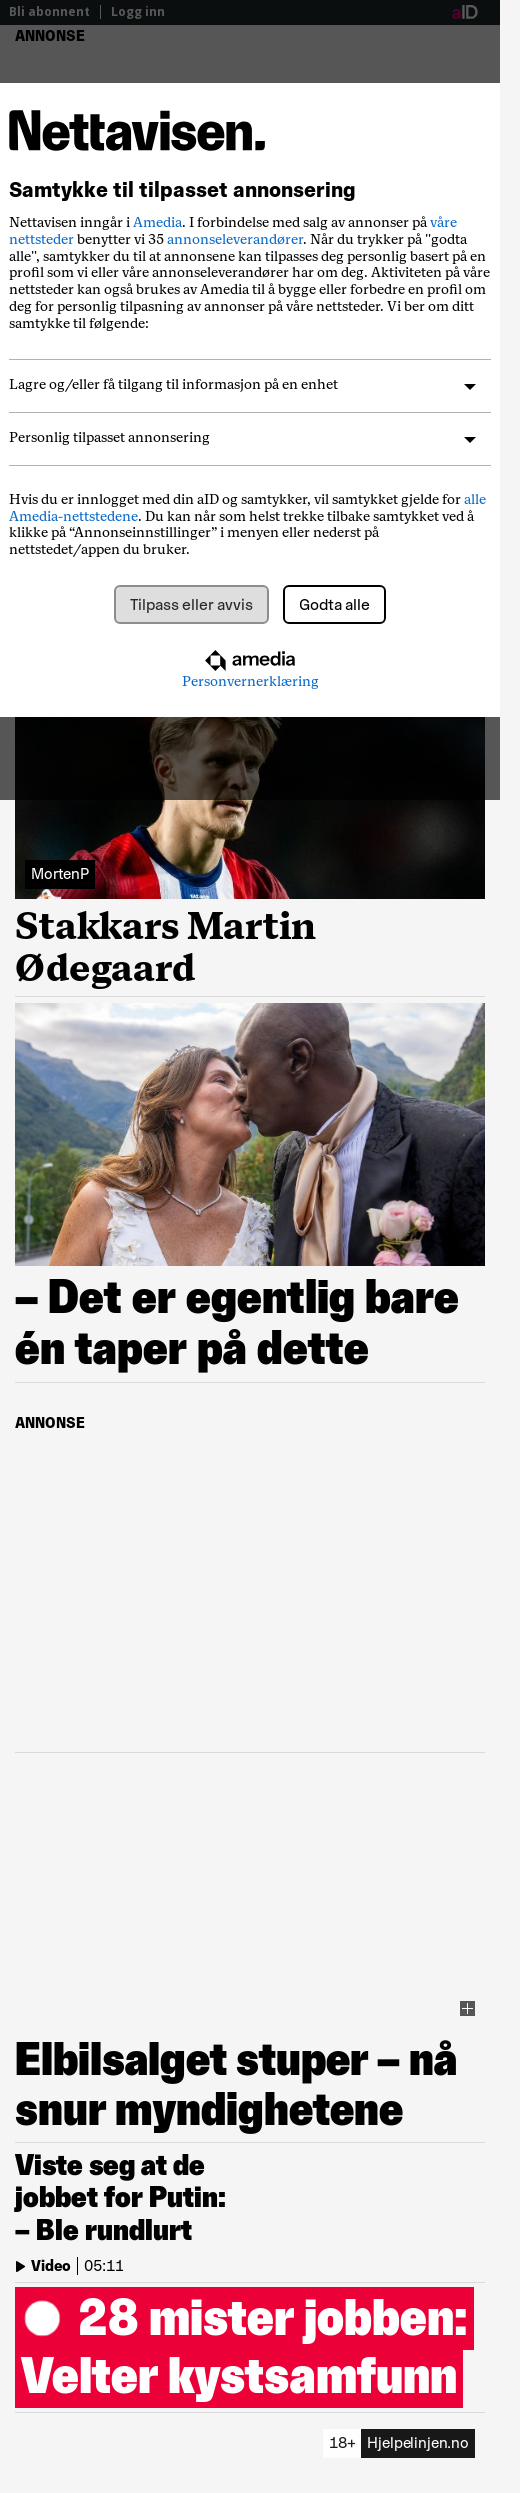 Bli abonnent | Logg inn
aID
ANNONSE
Nettavisen.
Samtykke til tilpasset annonsering
Nettavisen inngår i Amedia. I forbindelse med salg av annonser på våre
nettsteder benytter vi 35 annonseleverandører. Når du trykker på "godta
alle", samtykker du til at annonsene kan tilpasses deg personlig basert på en
profil som vi eller våre annonseleverandører har om deg. Aktiviteten på våre
nettsteder kan også brukes av Amedia til å bygge eller forbedre en profil om
deg for personlig tilpasning av annonser på våre nettsteder. Vi ber om ditt
samtykke til følgende:
Lagre og/eller få tilgang til informasjon på en enhet
Personlig tilpasset annonsering
Hvis du er innlogget med din aID og samtykker, vil samtykket gjelde for alle
Amedia-nettstedene. Du kan når som helst trekke tilbake samtykket ved å
klikke på “Annonseinnstillinger” i menyen eller nederst på
nettstedet/appen du bruker.
Tilpass eller avvis
Godta alle
amedia
Personvernerklæring
MortenP
Stakkars Martin
Ødegaard
– Det er egentlig bare
én taper på dette
ANNONSE
Elbilsalget stuper – nå
snur myndighetene
Viste seg at de
jobbet for Putin:
– Ble rundlurt
Video | 05:11
28 mister jobben:
Velter kystsamfunn
18+ Hjelpelinjen.no